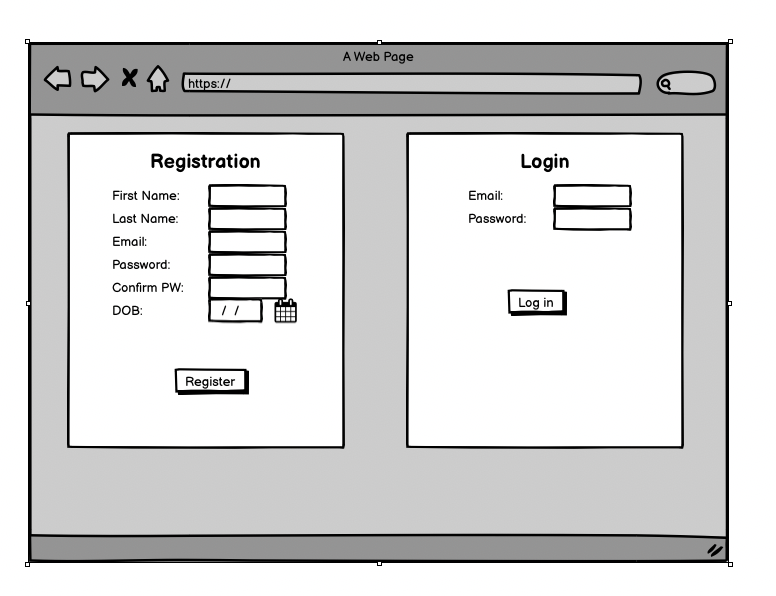 A Web Page
https://
Registration
First Name:
Last Name:
Email:
Password:
Confirm PW:
DOB: / /
Register
Login
Email:
Password:
Log in